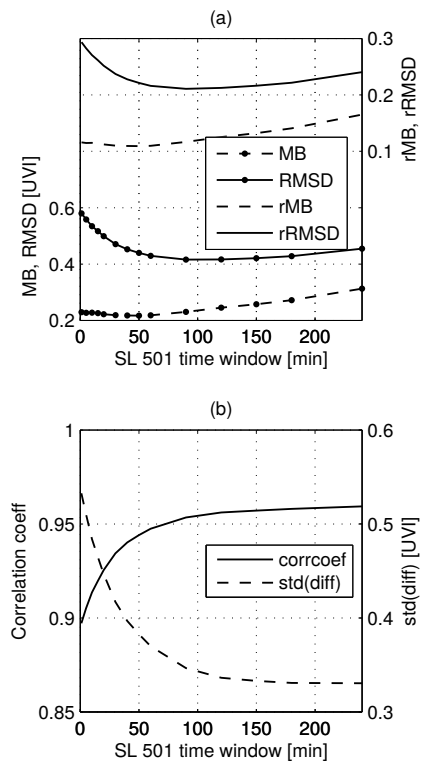 (a)
0.3
0.2
0.1
rMB, rRMSD
MB, RMSD [UVI]
0.6
0.4
0.2
MB
RMSD
rMB
rRMSD
0 50 100 150 200
SL 501 time window [min]
(b)
1
0.95
0.9
0.85
Correlation coeff
0.6
0.5
0.4
0.3
std(diff) [UVI]
corrcoef
std(diff)
0 50 100 150 200
SL 501 time window [min]